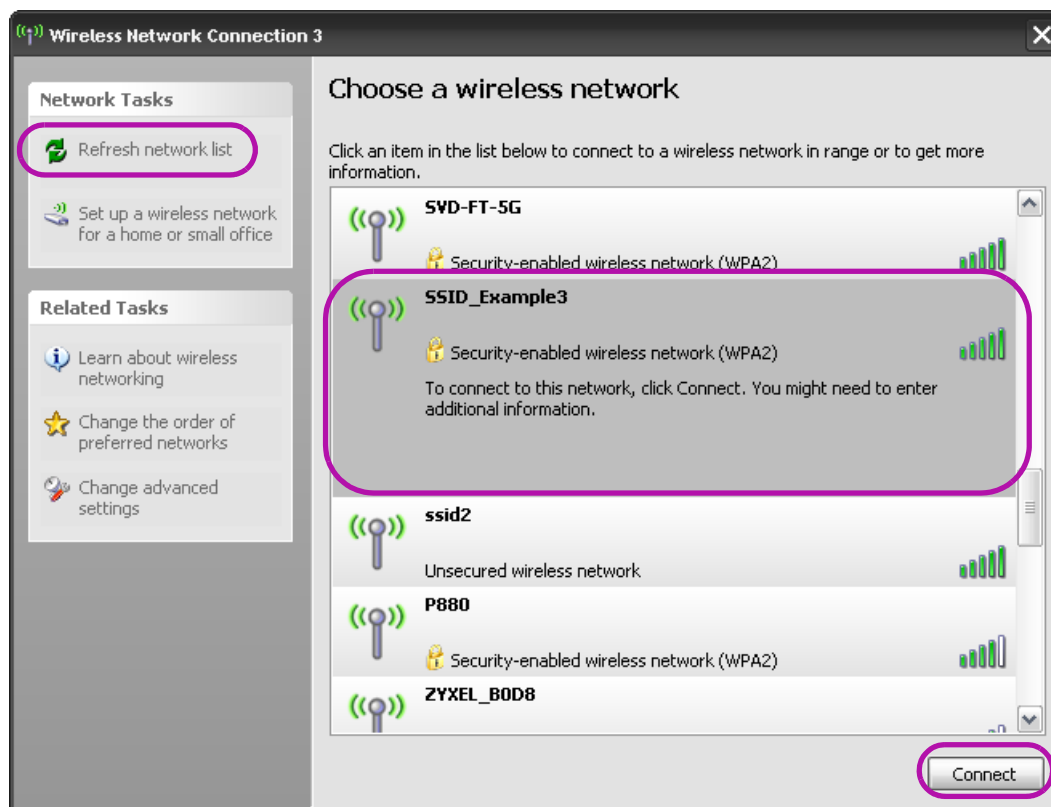 Wireless Network Connection 3
Network Tasks
Refresh network list
Set up a wireless network
for a home or small office
Related Tasks
Learn about wireless
networking
Change the order of
preferred networks
Change advanced
settings
Choose a wireless network
Click an item in the list below to connect to a wireless network in range or to get more
information.
SVD-FT-5G
Security-enabled wireless network (WPA2)
SSID_Example3
Security-enabled wireless network (WPA2)
To connect to this network, click Connect. You might need to enter
additional information.
ssid2
Unsecured wireless network
P880
Security-enabled wireless network (WPA2)
ZYXEL_B0D8
Connect